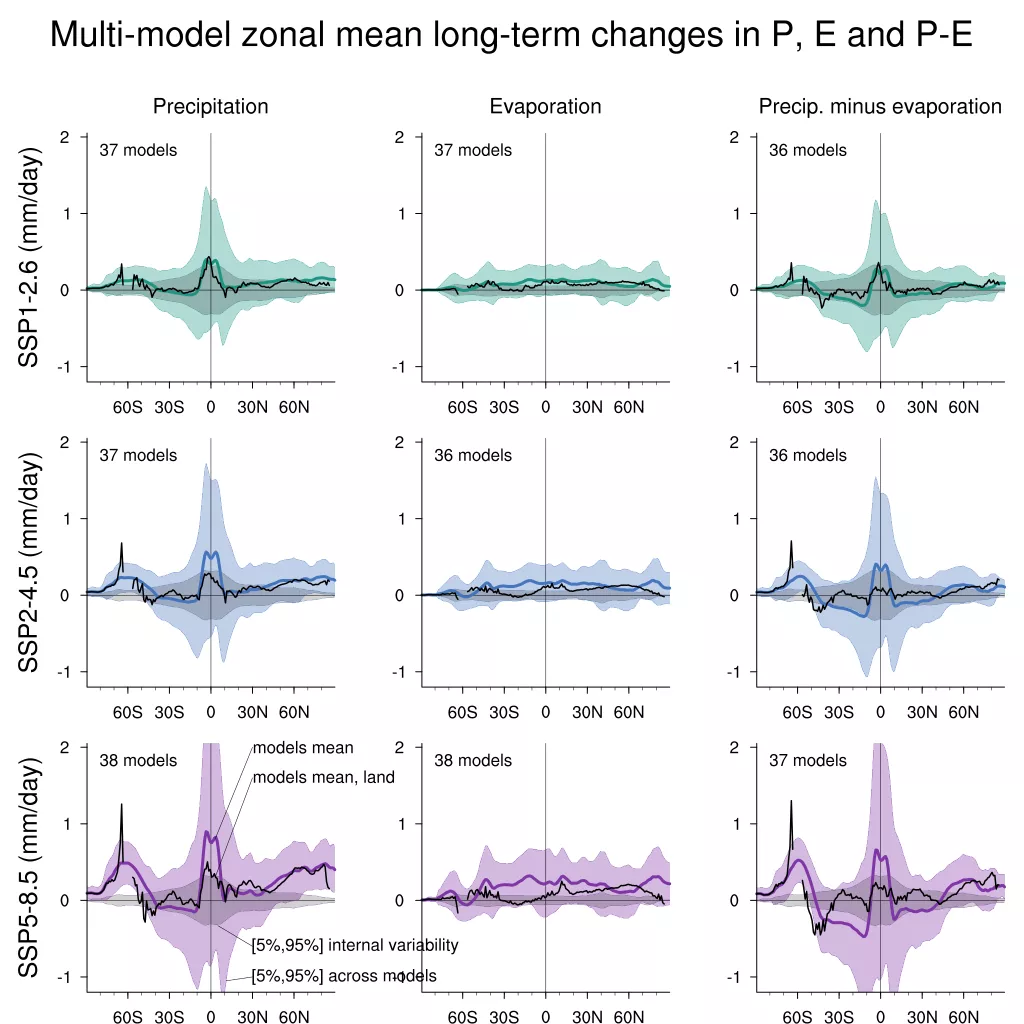 Multi-model zonal mean long-term changes in P, E and P-E
Precipitation
Evaporation
Precip. minus evaporation
SSP1-2.6 (mm/day)
2
1
0
-1
37 models
60S 30S 0 30N 60N
2
1
0
-1
37 models
60S 30S 0 30N 60N
2
1
0
-1
36 models
60S 30S 0 30N 60N
SSP2-4.5 (mm/day)
2
1
0
-1
37 models
60S 30S 0 30N 60N
2
1
0
-1
36 models
60S 30S 0 30N 60N
2
1
0
-1
36 models
60S 30S 0 30N 60N
SSP5-8.5 (mm/day)
2
1
0
-1
38 models
models mean
models mean, land
[5%,95%] internal variability
[5%,95%] across models
60S 30S 0 30N 60N
2
1
0
-1
38 models
60S 30S 0 30N 60N
2
1
0
-1
37 models
60S 30S 0 30N 60N